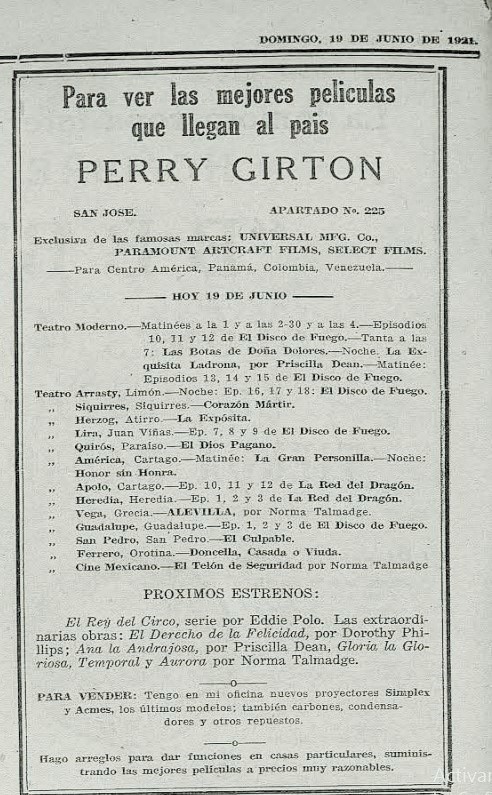 DOMINGO, 19 DE JUNIO DE 1921.
Para ver las mejores peliculas
que llegan al pais
PERRY GIRTON
SAN JOSE. APARTADO No. 225
Exclusiva de las famosas marcas: UNIVERSAL MFG. Co.,
PARAMOUNT ARTCRAFT FILMS, SELECT FILMS.
——Para Centro América, Panamá, Colombia, Venezuela.——
——— HOY 19 DE JUNIO ———
Teatro Moderno.—Matinées a la 1 y a las 2-30 y a las 4.—Episodios
10, 11 y 12 de El Disco de Fuego.—Tanta a las
7: Las Botas de Doña Dolores.—Noche. La Ex-
quisita Ladrona, por Priscilla Dean.—Matinée:
Episodios 13, 14 y 15 de El Disco de Fuego.
Teatro Arrasty, Limón.—Noche: Ep. 16, 17 y 18: El Disco de Fuego.
„ Siquirres, Siquirres.—Corazón Mártir.
„ Herzog, Atirro.—La Expósita.
„ Lira, Juan Viñas.—Ep. 7, 8 y 9 de El Disco de Fuego.
„ Quirós, Paraíso.—El Dios Pagano.
„ América, Cartago.—Matinée: La Gran Personilla.—Noche:
Honor sin Honra.
„ Apolo, Cartago.—Ep. 10, 11 y 12 de La Red del Dragón.
„ Heredia, Heredia.—Ep. 1, 2 y 3 de La Red del Dragón.
„ Vega, Grecia.—ALEVILLA, por Norma Talmadge.
„ Guadalupe, Guadalupe.—Ep. 1, 2 y 3 de El Disco de Fuego.
„ San Pedro, San Pedro.—El Culpable.
„ Ferrero, Orotina.—Doncella, Casada o Viuda.
„ Cine Mexicano.—El Telón de Seguridad por Norma Talmadge
PROXIMOS ESTRENOS:
El Rey del Circo, serie por Eddie Polo. Las extraordi-
narias obras: El Derecho de la Felicidad, por Dorothy Phi-
llips; Ana la Andrajosa, por Priscilla Dean, Gloria la Glo-
riosa, Temporal y Aurora por Norma Talmadge.
———o———
PARA VENDER: Tengo en mi oficina nuevos proyectores Simplex
y Acmes, los últimos modelos; también carbones, condensa-
dores y otros repuestos.
———o———
Hago arreglos para dar funciones en casas particulares, suminis-
trando las mejores peliculas a precios muy razonables.
Activar